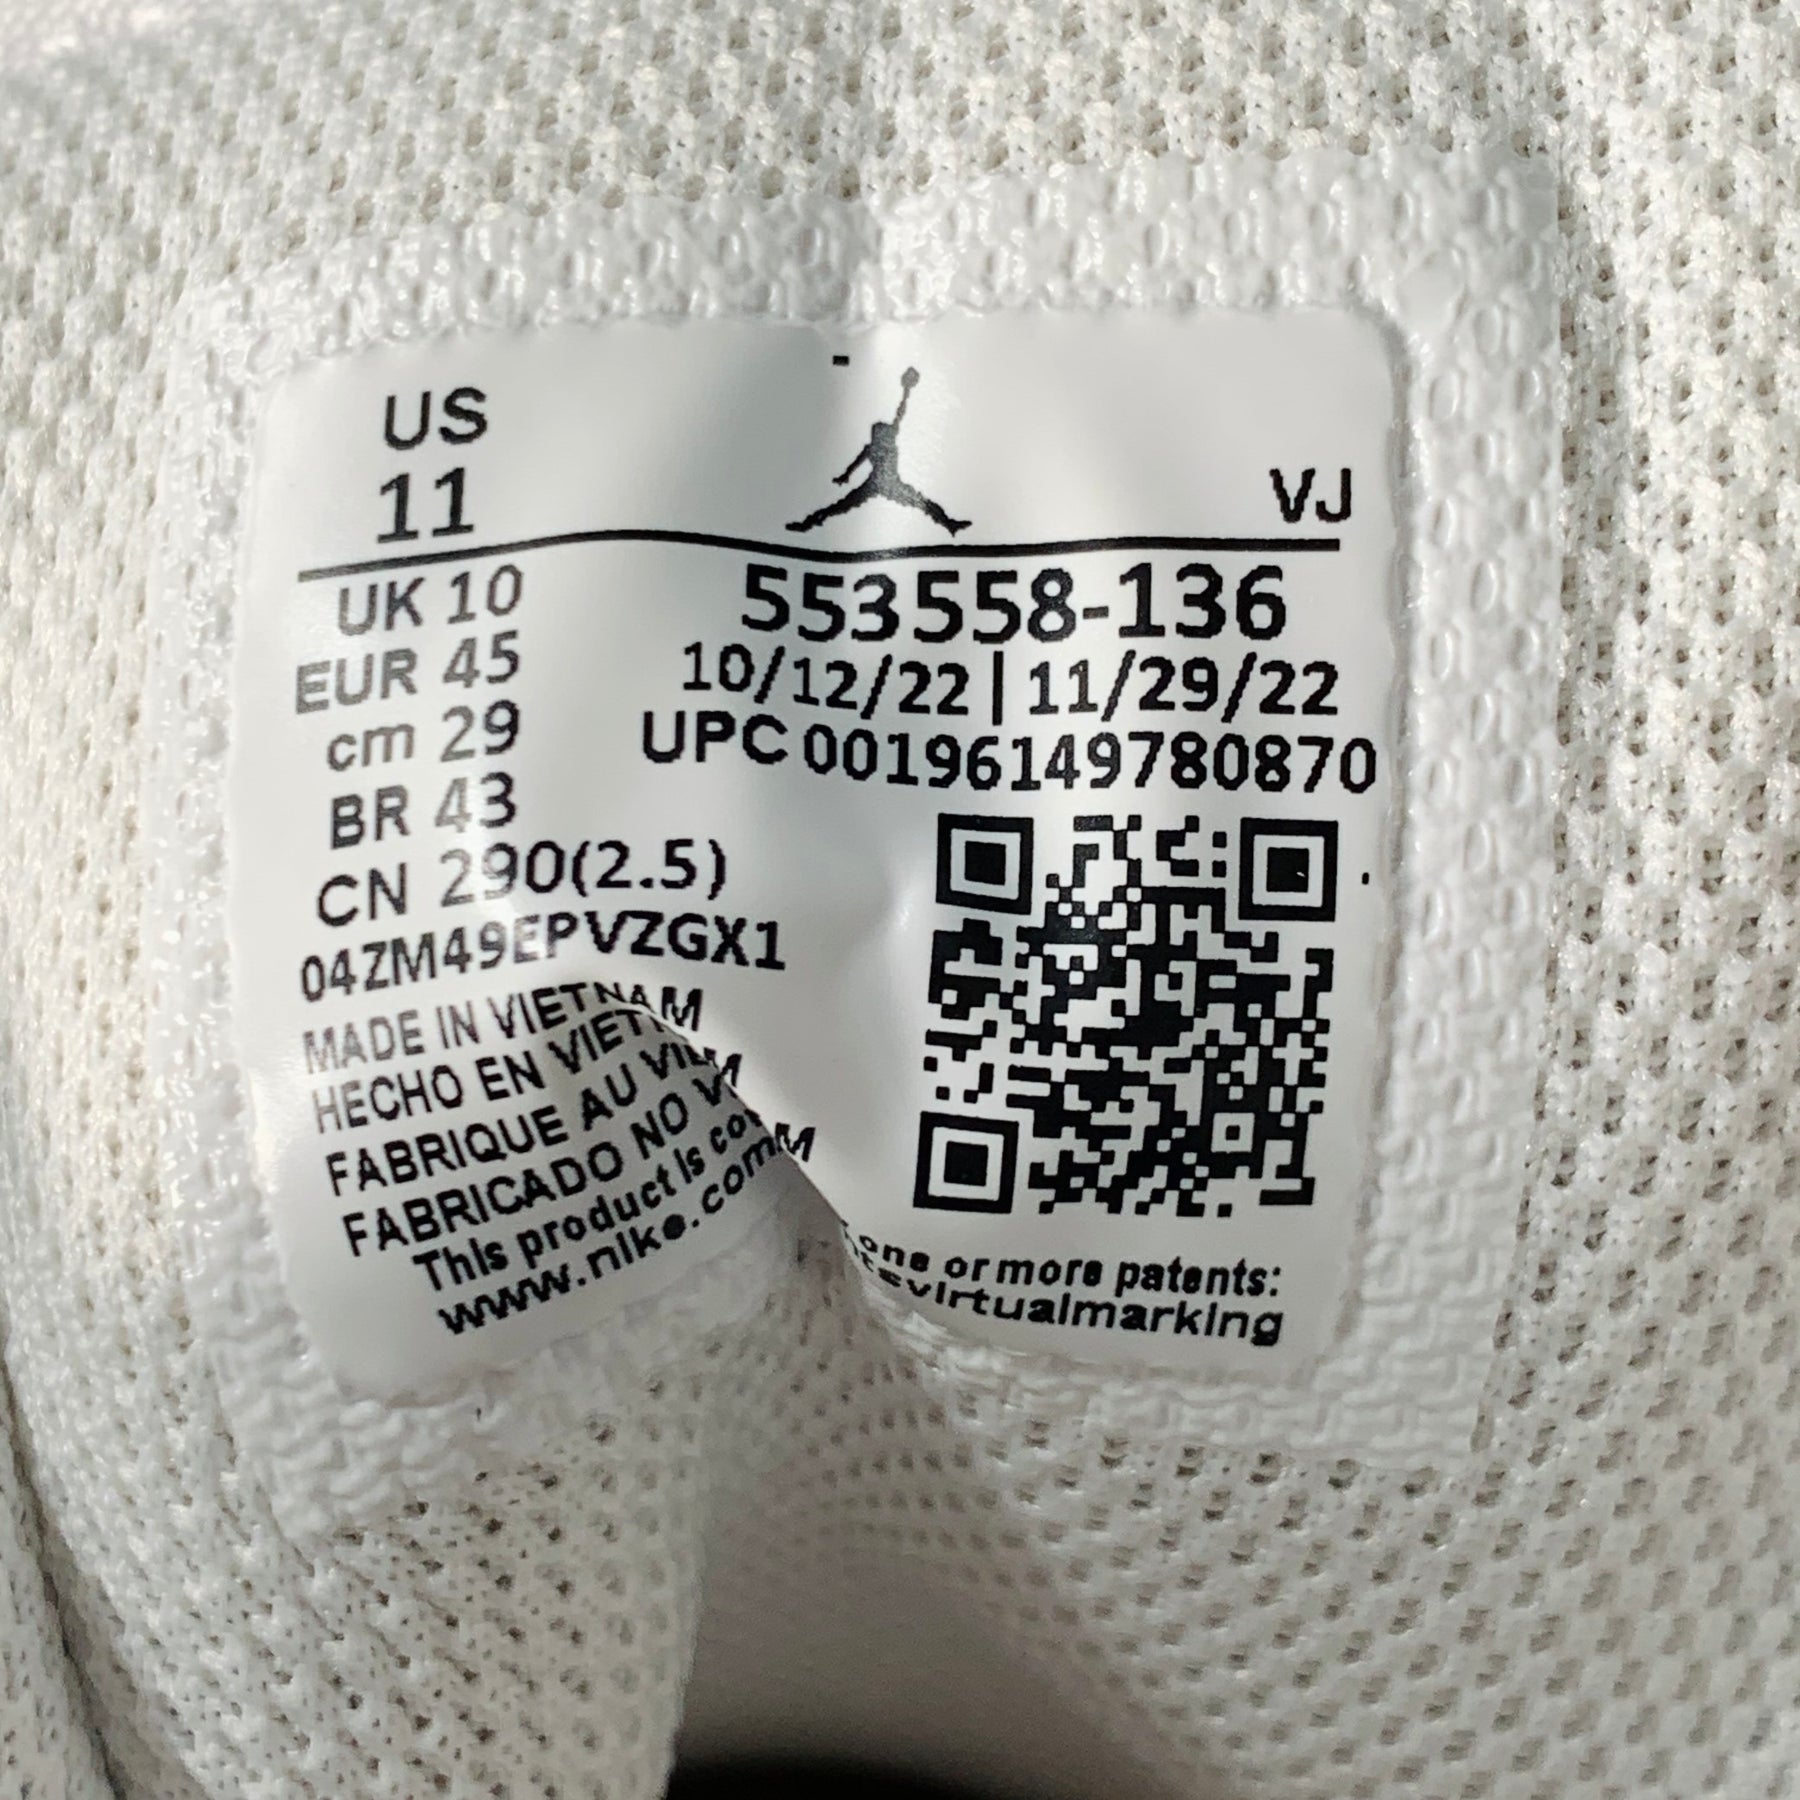 US
11
VJ
UK 10
EUR 45
cm 29
BR 43
CN 290(2.5)
553558-136
10/12/22 | 11/29/22
UPC 00196149780870
04ZM49EPVZGX1
MADE IN VIETNAM
HECHO EN
FABRIQUE AU
FABRICADO NO
This product is
one or more patents:
www.nike.com
virtualmarking